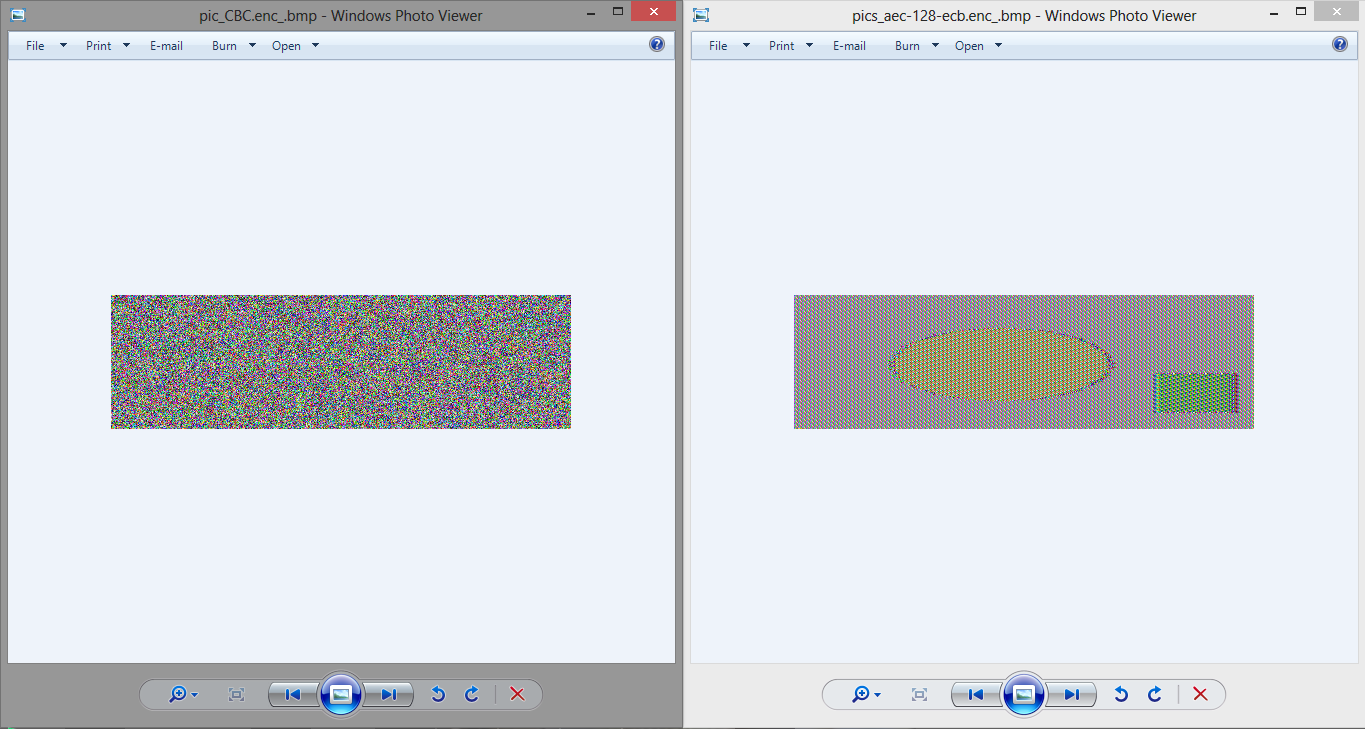 pic_CBC.enc_.bmp - Windows Photo Viewer
File Print E-mail Burn Open
pics_aec-128-ecb.enc_.bmp - Windows Photo Viewer
File Print E-mail Burn Open